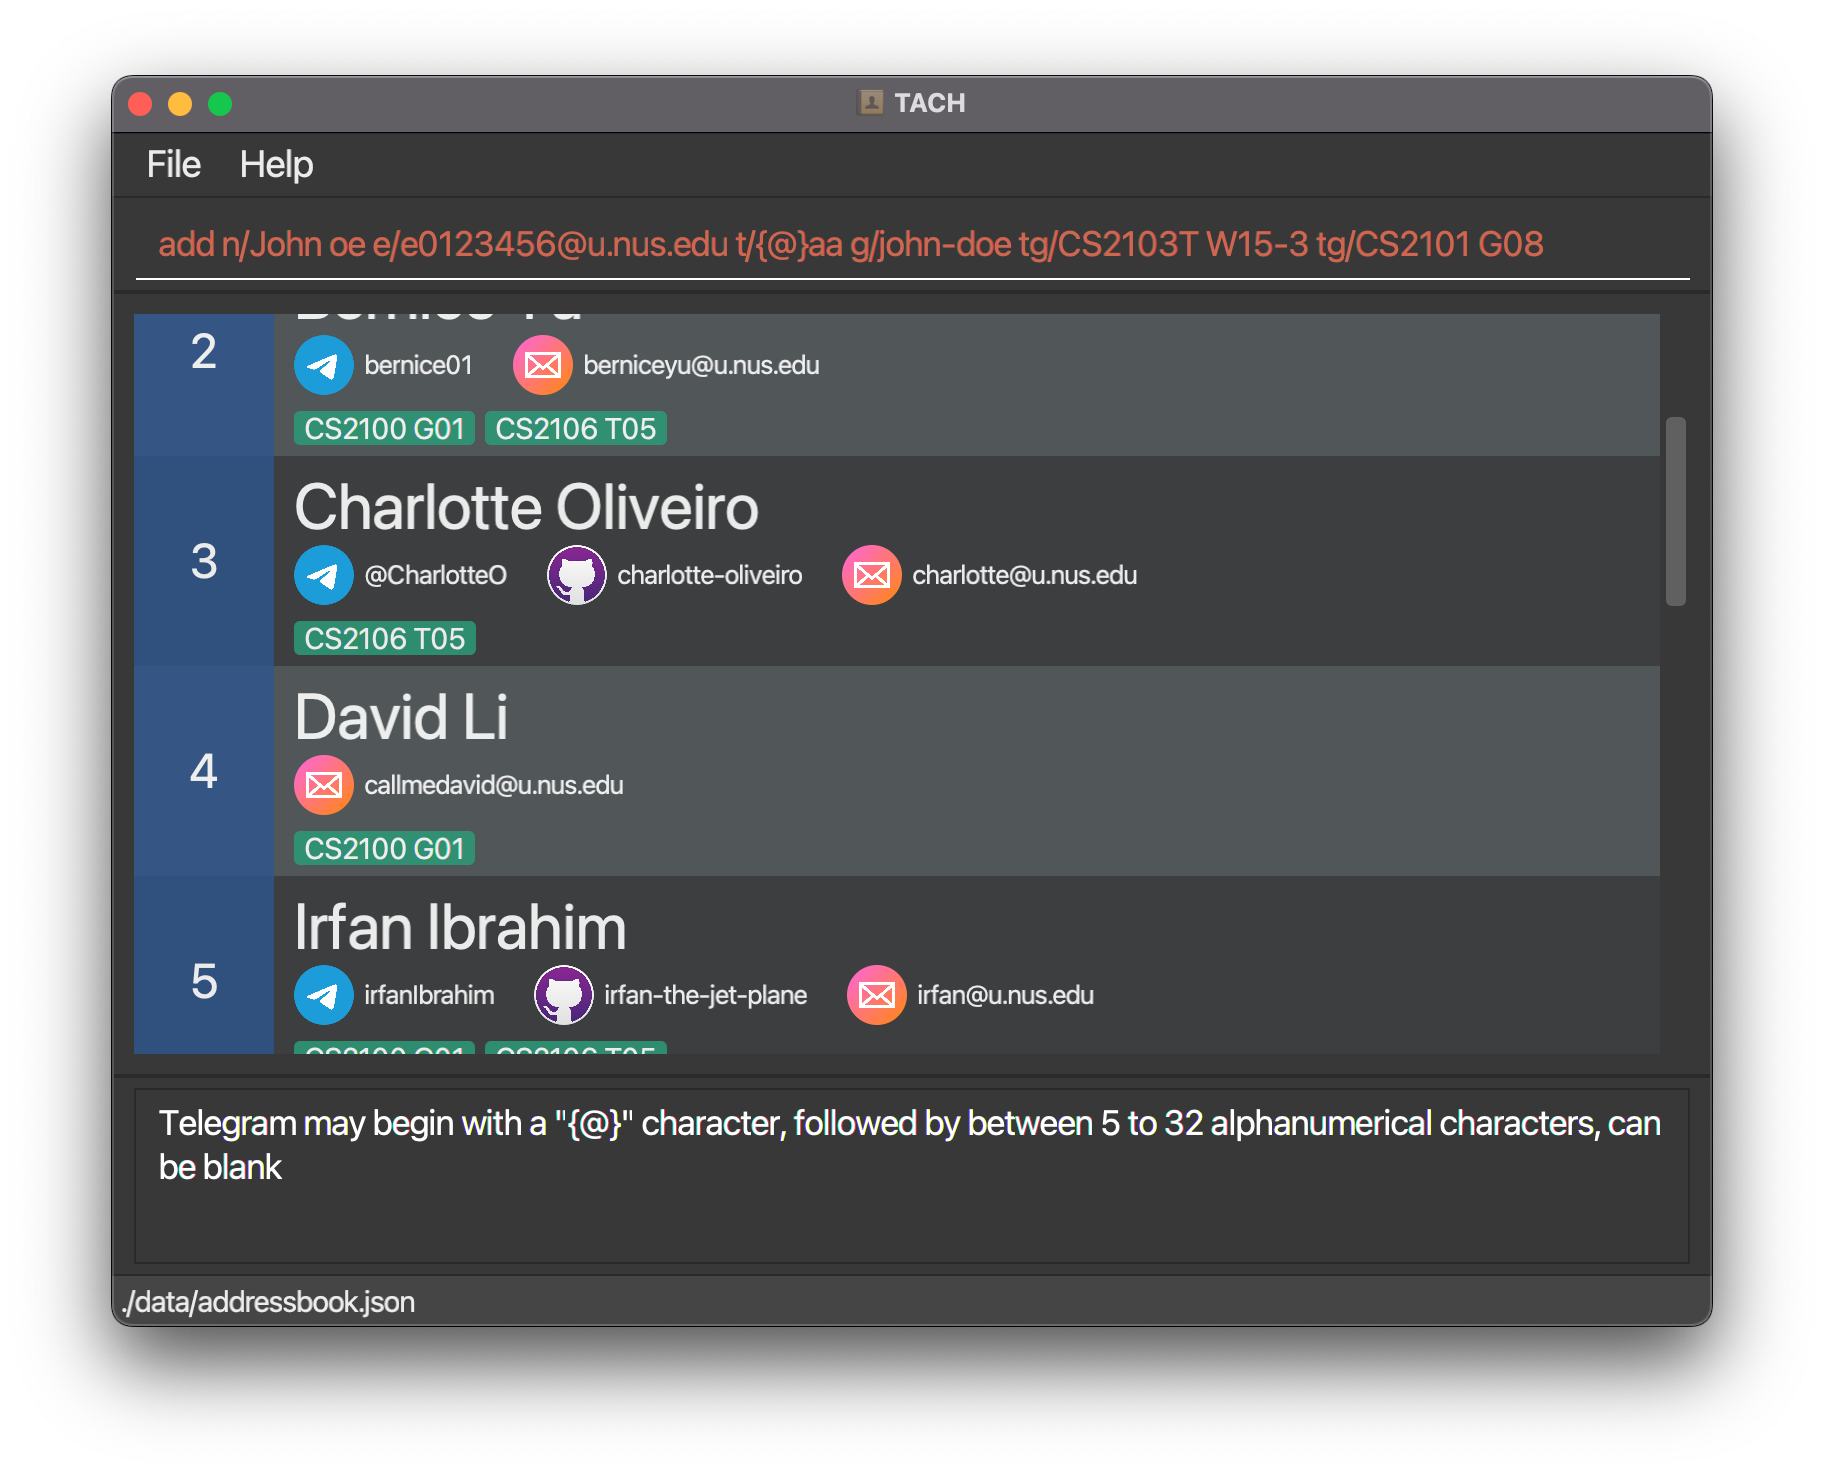 TACH
File Help
add n/John oe e/e0123456@u.nus.edu t/{@}aa g/john-doe tg/CS2103T W15-3 tg/CS2101 G08
2
bernice01 berniceyu@u.nus.edu
CS2100 G01 CS2106 T05
Charlotte Oliveiro
3
@CharlotteO charlotte-oliveiro charlotte@u.nus.edu
CS2106 T05
David Li
4
callmedavid@u.nus.edu
CS2100 G01
Irfan Ibrahim
5
irfanIbrahim irfan-the-jet-plane irfan@u.nus.edu
CS2100 G01 CS2106 T05
Telegram may begin with a "{@}" character, followed by between 5 to 32 alphanumerical characters, can
be blank
./data/addressbook.json